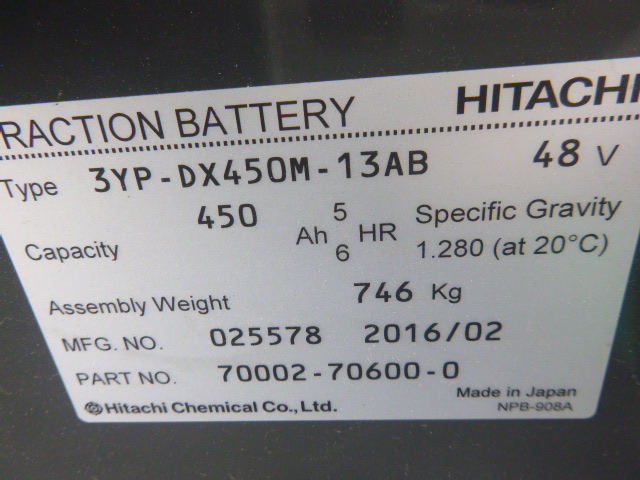 RACTION BATTERY HITACHI
Type 3YP-DX450M-13AB 48 V
Capacity 450 Ah 5 6 HR Specific Gravity
1.280 (at 20°C)
Assembly Weight 746 Kg
MFG. NO. 025578 2016/02
PART NO. 70002-70600-0
Hitachi Chemical Co., Ltd. Made in Japan
NPB-908A